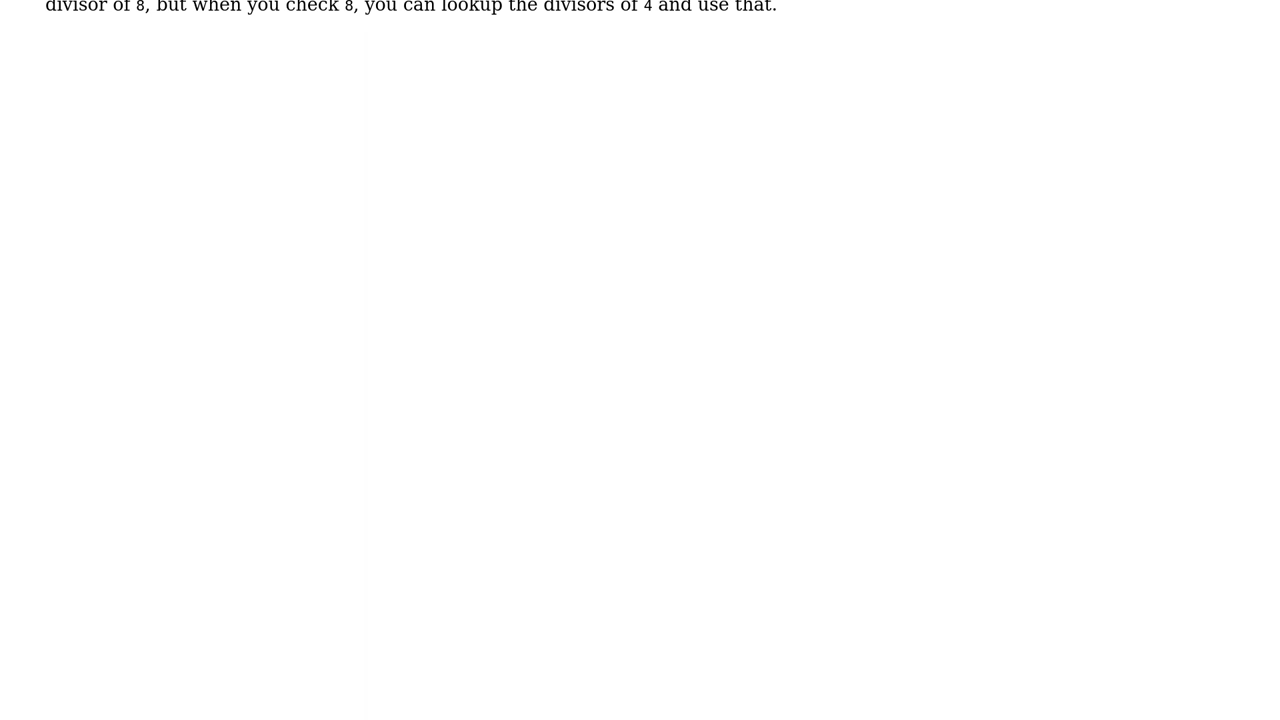 divisor of 8, but when you check 8, you can lookup the divisors of 4 and use that.